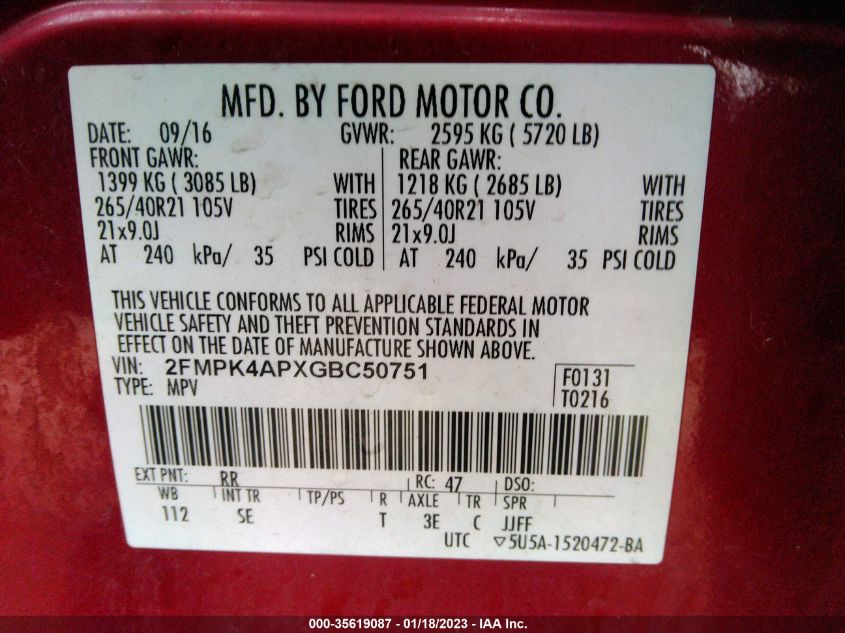 MFD. BY FORD MOTOR CO.
DATE: 09/16 GVWR: 2595 KG ( 5720 LB)
FRONT GAWR: REAR GAWR:
1399 KG ( 3085 LB) WITH 1218 KG ( 2685 LB) WITH
265/40R21 105V TIRES 265/40R21 105V TIRES
21x9.0J RIMS 21x9.0J RIMS
AT 240 kPa/ 35 PSI COLD AT 240 kPa/ 35 PSI COLD
THIS VEHICLE CONFORMS TO ALL APPLICABLE FEDERAL MOTOR
VEHICLE SAFETY AND THEFT PREVENTION STANDARDS IN
EFFECT ON THE DATE OF MANUFACTURE SHOWN ABOVE.
VIN: 2FMPK4APXGBC50751 F0131
TYPE: MPV T0216
EXT PNT: RR RC: 47 DSO:
WB INT TR TP/PS R AXLE TR SPR
112 SE T 3E C JJFF
UTC ▽5U5A-1520472-BA
000-35619087 - 01/18/2023 - IAA Inc.